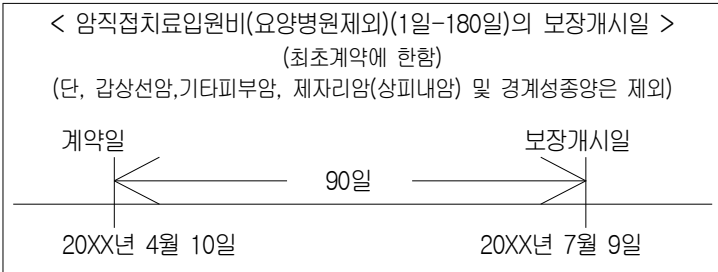 < 암직접치료입원비(요양병원제외)(1일-180일)의 보장개시일 >
(최초계약에 한함)
(단, 갑상선암,기타피부암, 제자리암(상피내암) 및 경계성종양은 제외)
계약일 보장개시일
90일
20XX년 4월 10일 20XX년 7월 9일